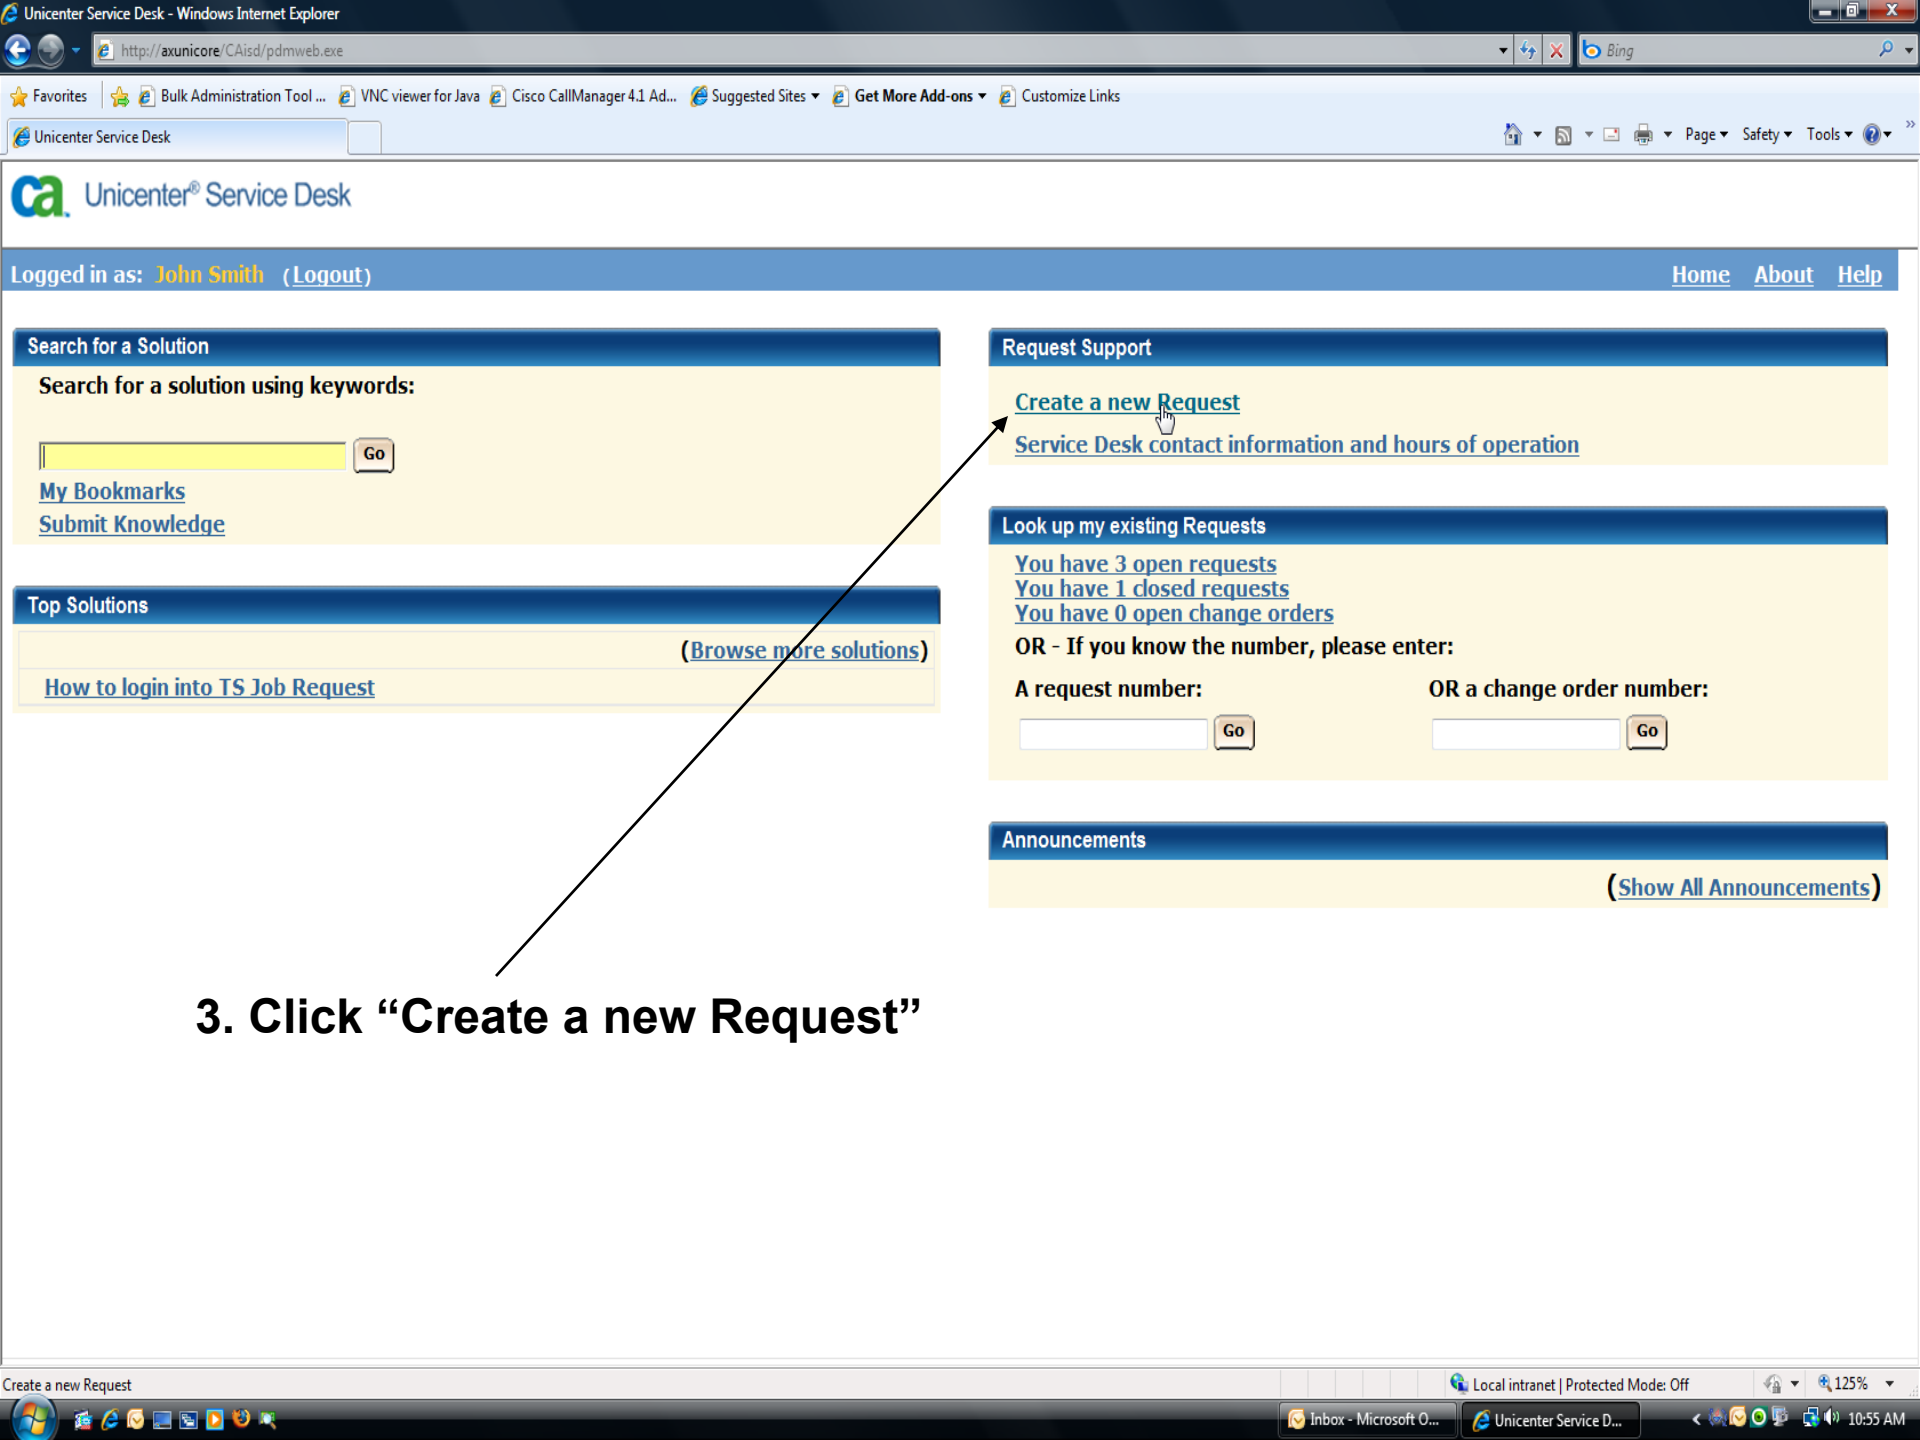 Unicenter Service Desk - Windows Internet Explorer
http://axunicore/CAisd/pdmweb.exe
Bing
Favorites
Bulk Administration Tool ...
VNC viewer for Java
Cisco CallManager 4.1 Ad...
Suggested Sites
Get More Add-ons
Customize Links
Unicenter Service Desk
Page
Safety
Tools
ca. Unicenter® Service Desk
Logged in as: John Smith (Logout)
Home About Help
Search for a Solution
Search for a solution using keywords:
Go
My Bookmarks
Submit Knowledge
Top Solutions
(Browse more solutions)
How to login into TS Job Request
Request Support
Create a new Request
Service Desk contact information and hours of operation
Look up my existing Requests
You have 3 open requests
You have 1 closed requests
You have 0 open change orders
OR - If you know the number, please enter:
A request number: OR a change order number:
Go Go
Announcements
(Show All Announcements)
3. Click “Create a new Request”
Create a new Request
Local intranet | Protected Mode: Off
125%
Inbox - Microsoft O...
Unicenter Service D...
10:55 AM